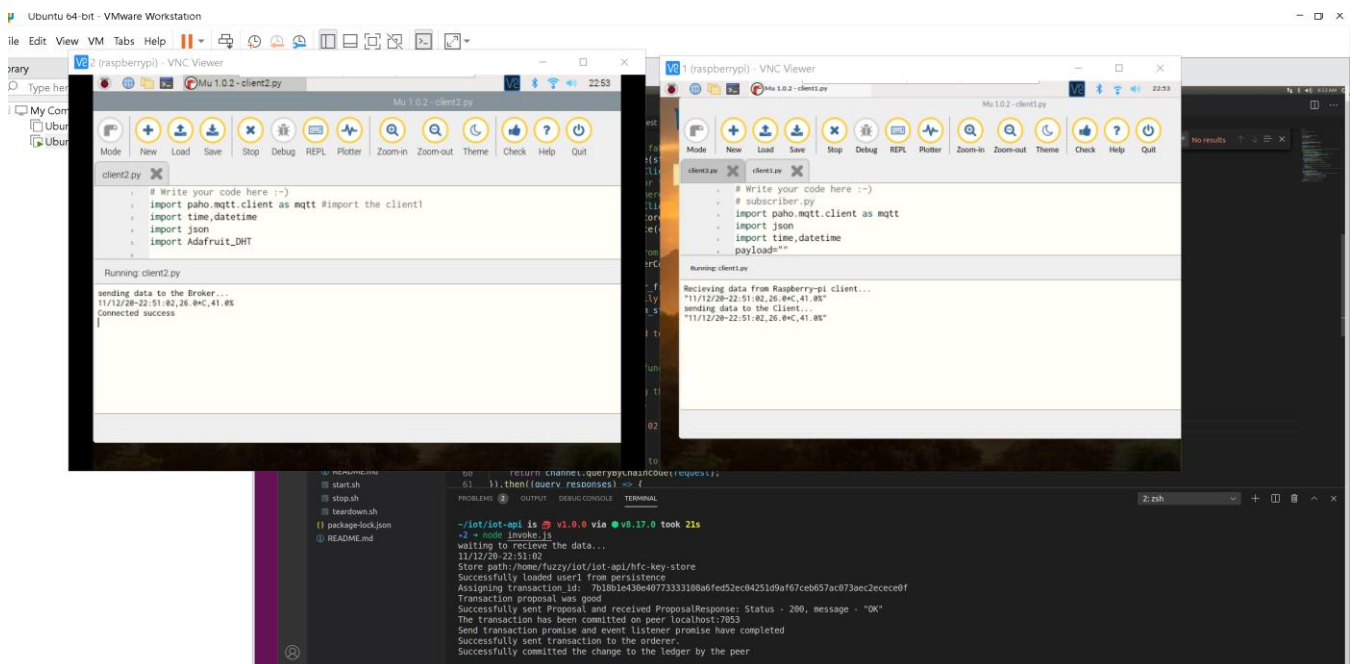 Ubuntu 64-bit - VMware Workstation
ile Edit View VM Tabs Help
2 (raspberrypi) - VNC Viewer
Mu 1.0.2 - client2.py
22:53
Mu 1.0.2 - client2.py
Mode New Load Save Stop Debug REPL Plotter Zoom-in Zoom-out Theme Check Help Quit
client2.py
# Write your code here :-)
import paho.mqtt.client as mqtt #import the client1
import time,datetime
import json
import Adafruit_DHT
Running: client2.py
sending data to the Broker...
11/12/20-22:51:02,26.0*C,41.0%
Connected success
1 (raspberrypi) - VNC Viewer
Mu 1.0.2 - client1.py
22:53
Mu 1.0.2 - client1.py
Mode New Load Save Stop Debug REPL Plotter Zoom-in Zoom-out Theme Check Help Quit
client1.py
# Write your code here :-)
# subscriber.py
import paho.mqtt.client as mqtt
import json
import time,datetime
payload=""
Running: client1.py
Recieving data from Raspberry-pi client...
"11/12/20-22:51:02,26.0*C,41.0%"
sending data to the Client...
"11/12/20-22:51:02,26.0*C,41.0%"
No results
brary
Type her
My Com
Ubur
Ubur
README.md
start.sh
stop.sh
teardown.sh
package-lock.json
README.md
60 return channel.queryByChaincode(request);
61 }).then((query_responses) => {
PROBLEMS 2 OUTPUT DEBUG CONSOLE TERMINAL
2: zsh
~/iot/iot-api is v1.0.0 via v8.17.0 took 21s
node invoke.js
waiting to recieve the data...
11/12/20-22:51:02
Store path:/home/fuzzy/iot/iot-api/hfc-key-store
Successfully loaded user1 from persistence
Assigning transaction_id: 7b18b1e430e40773333108a6fed52ec04251d9af67ceb657ac073aec2ecece0f
Transaction proposal was good
Successfully sent Proposal and received ProposalResponse: Status - 200, message - "OK"
The transaction has been committed on peer localhost:7053
Send transaction promise and event listener promise have completed
Successfully sent transaction to the orderer.
Successfully committed the change to the ledger by the peer